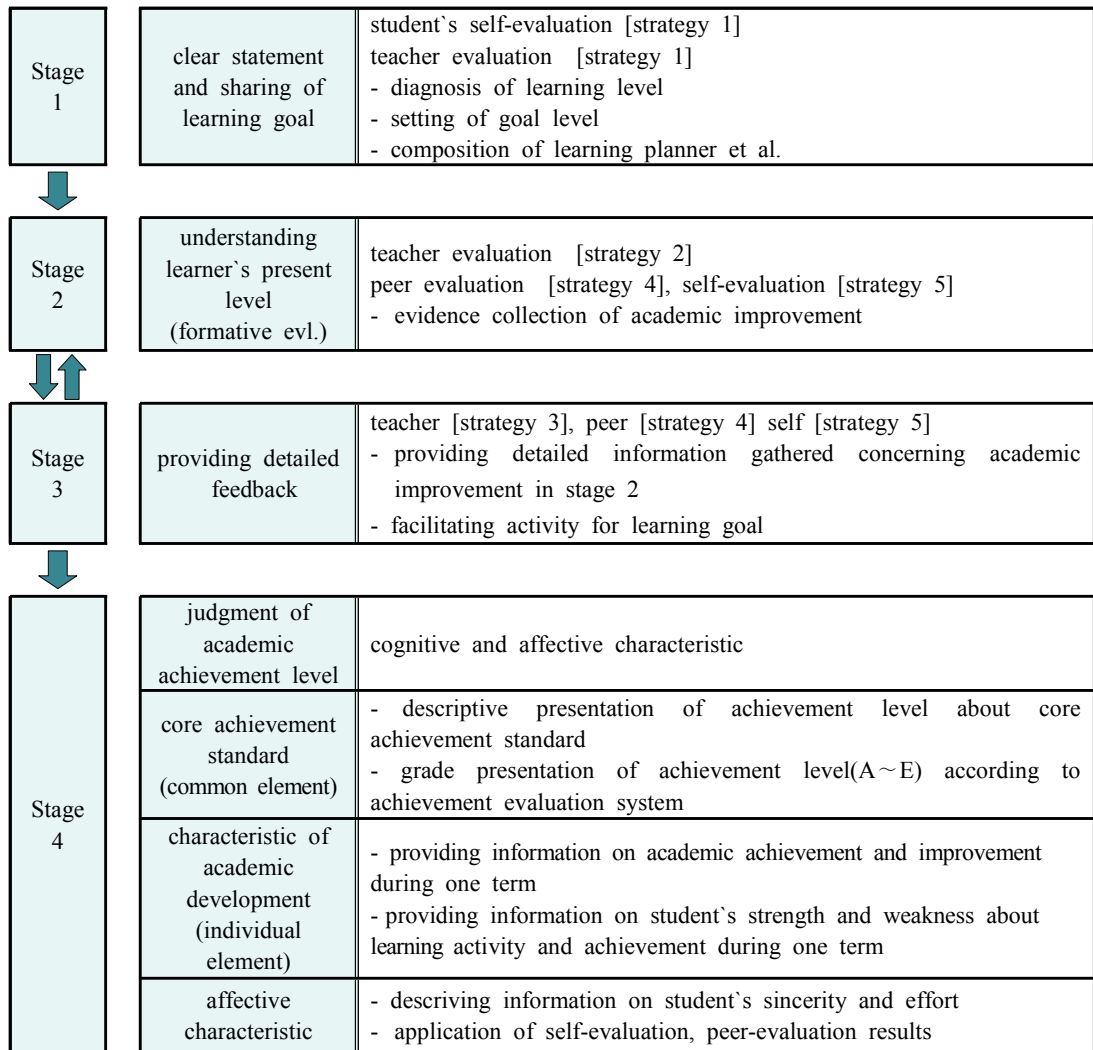 Stage
1
clear statement
and sharing of
learning goal
student`s self-evaluation [strategy 1]
teacher evaluation [strategy 1]
- diagnosis of learning level
- setting of goal level
- composition of learning planner et al.
Stage
2
understanding
learner`s present
level
(formative evl.)
teacher evaluation [strategy 2]
peer evaluation [strategy 4], self-evaluation [strategy 5]
- evidence collection of academic improvement
Stage
3
providing detailed
feedback
teacher [strategy 3], peer [strategy 4] self [strategy 5]
- providing detailed information gathered concerning academic
improvement in stage 2
- facilitating activity for learning goal
Stage
4
judgment of
academic
achievement level
cognitive and affective characteristic
core achievement
standard
(common element)
- descriptive presentation of achievement level about core
achievement standard
- grade presentation of achievement level(A～E) according to
achievement evaluation system
characteristic of
academic
development
(individual
element)
- providing information on academic achievement and improvement
during one term
- providing information on student`s strength and weakness about
learning activity and achievement during one term
affective
characteristic
- descriving information on student`s sincerity and effort
- application of self-evaluation, peer-evaluation results